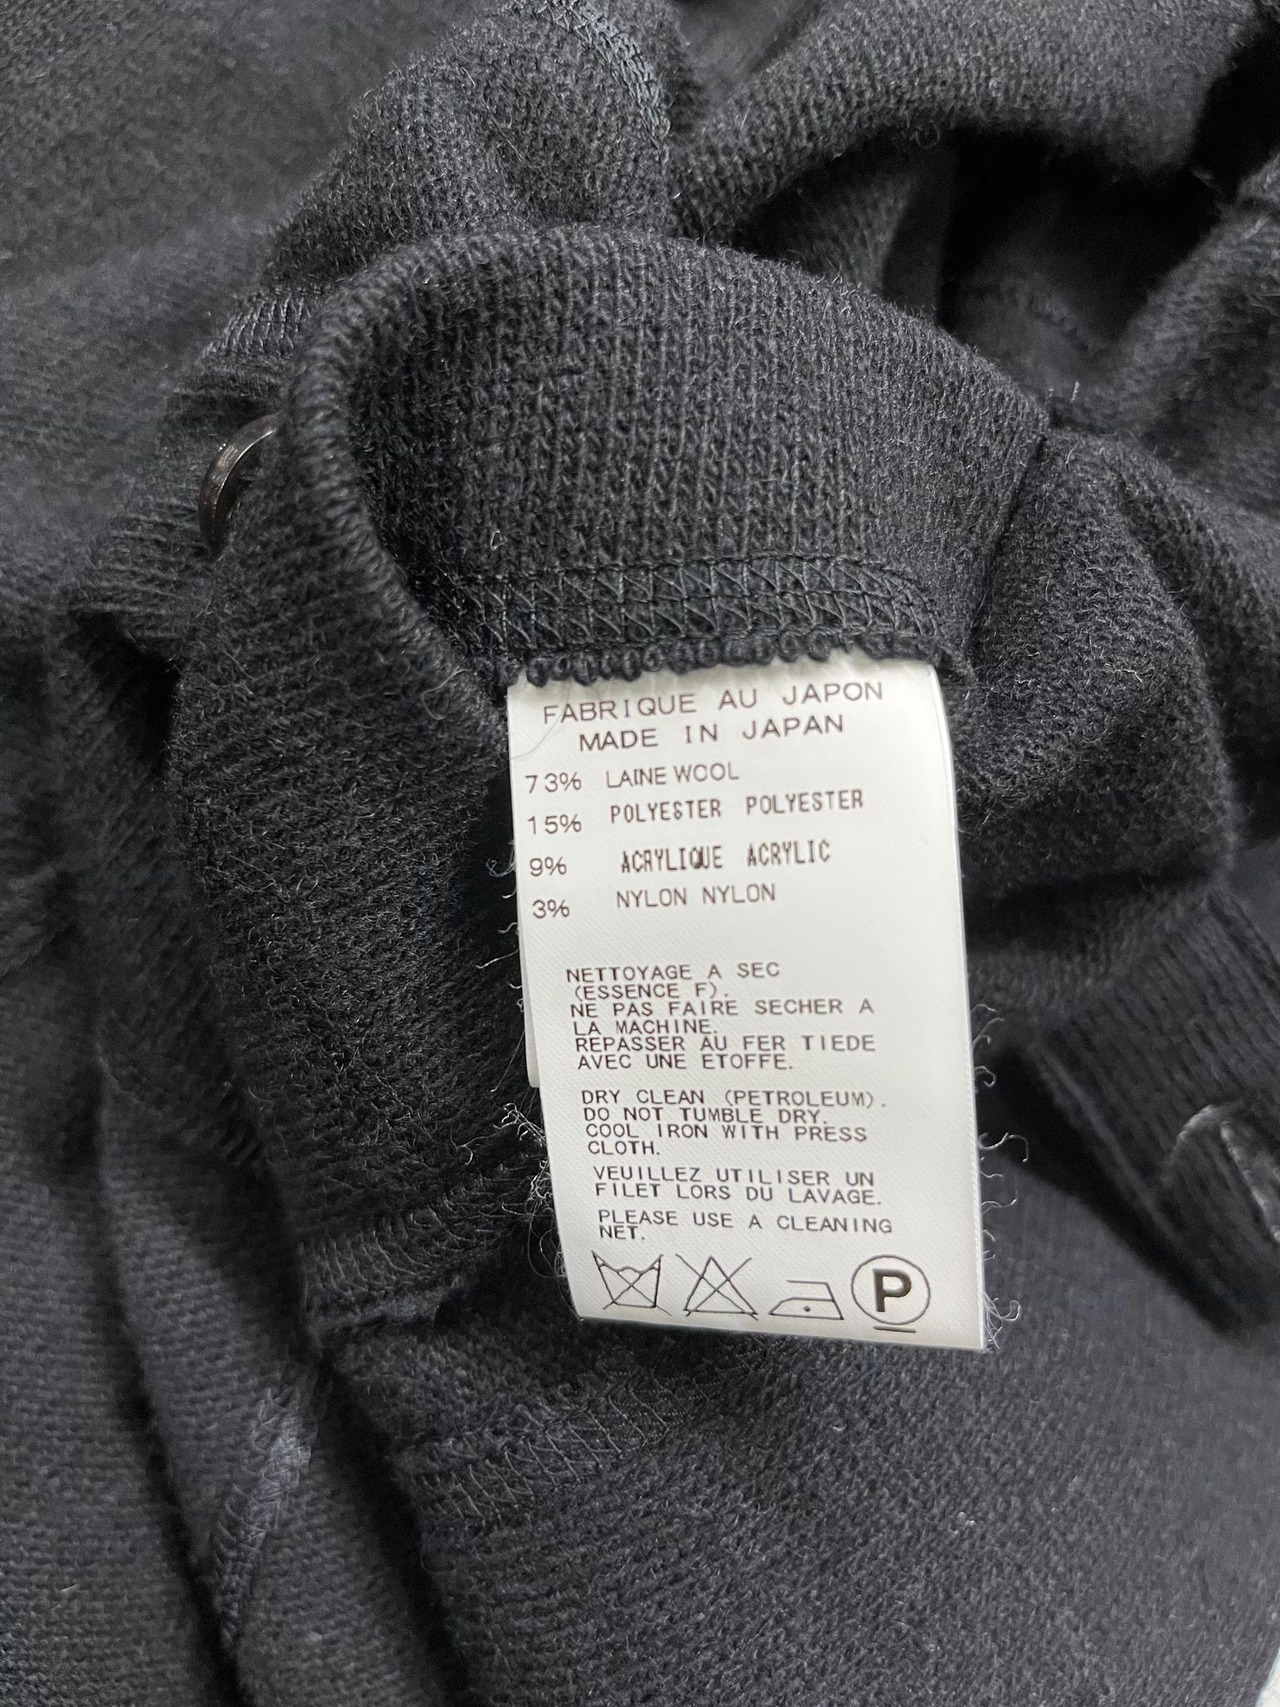 FABRIQUE AU JAPON
MADE IN JAPAN
73% LAINE WOOL
15% POLYESTER POLYESTER
9% ACRYLIQUE ACRYLIC
3% NYLON NYLON
NETTOYAGE A SEC
(ESSENCE F).
NE PAS FAIRE SECHER A
LA MACHINE.
REPASSER AU FER TIEDE
AVEC UNE ETOFFE.
DRY CLEAN (PETROLEUM).
DO NOT TUMBLE DRY.
COOL IRON WITH PRESS
CLOTH.
VEUILLEZ UTILISER UN
FILET LORS DU LAVAGE.
PLEASE USE A CLEANING
NET.
P